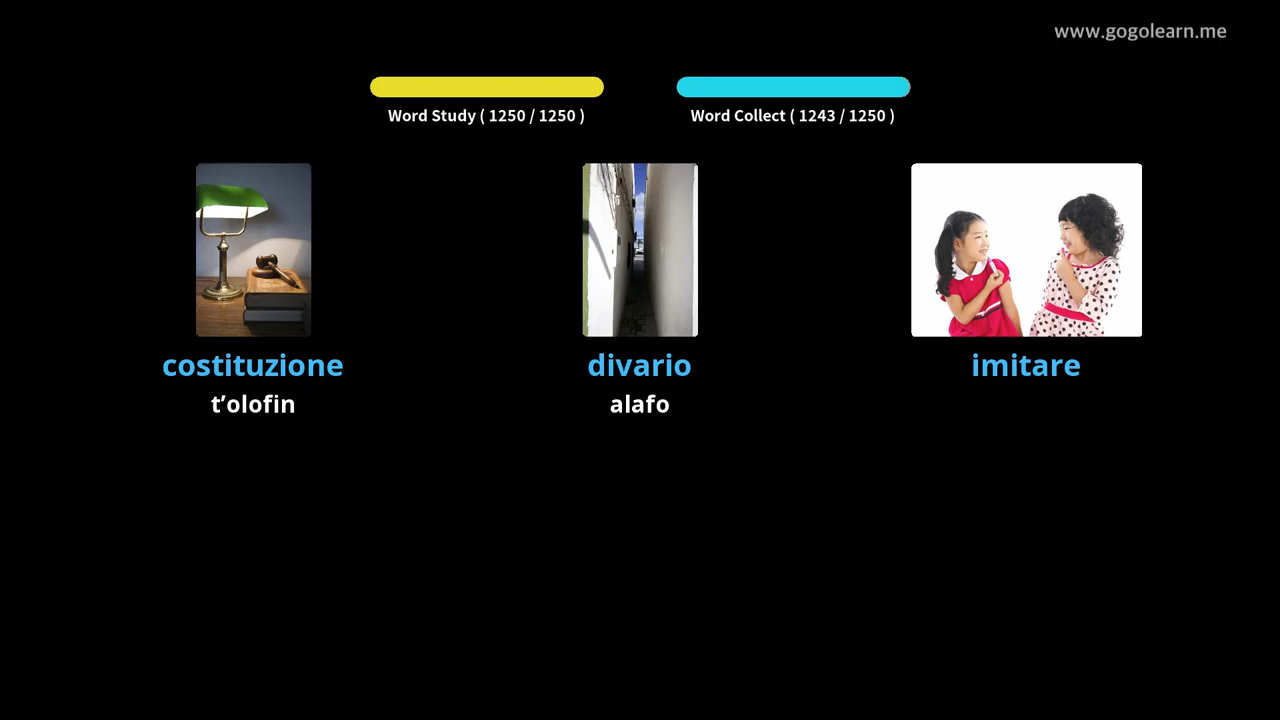 www.gogolearn.me
Word Study ( 1250 / 1250 )
Word Collect ( 1243 / 1250 )
costituzione
t’olofin
divario
alafo
imitare